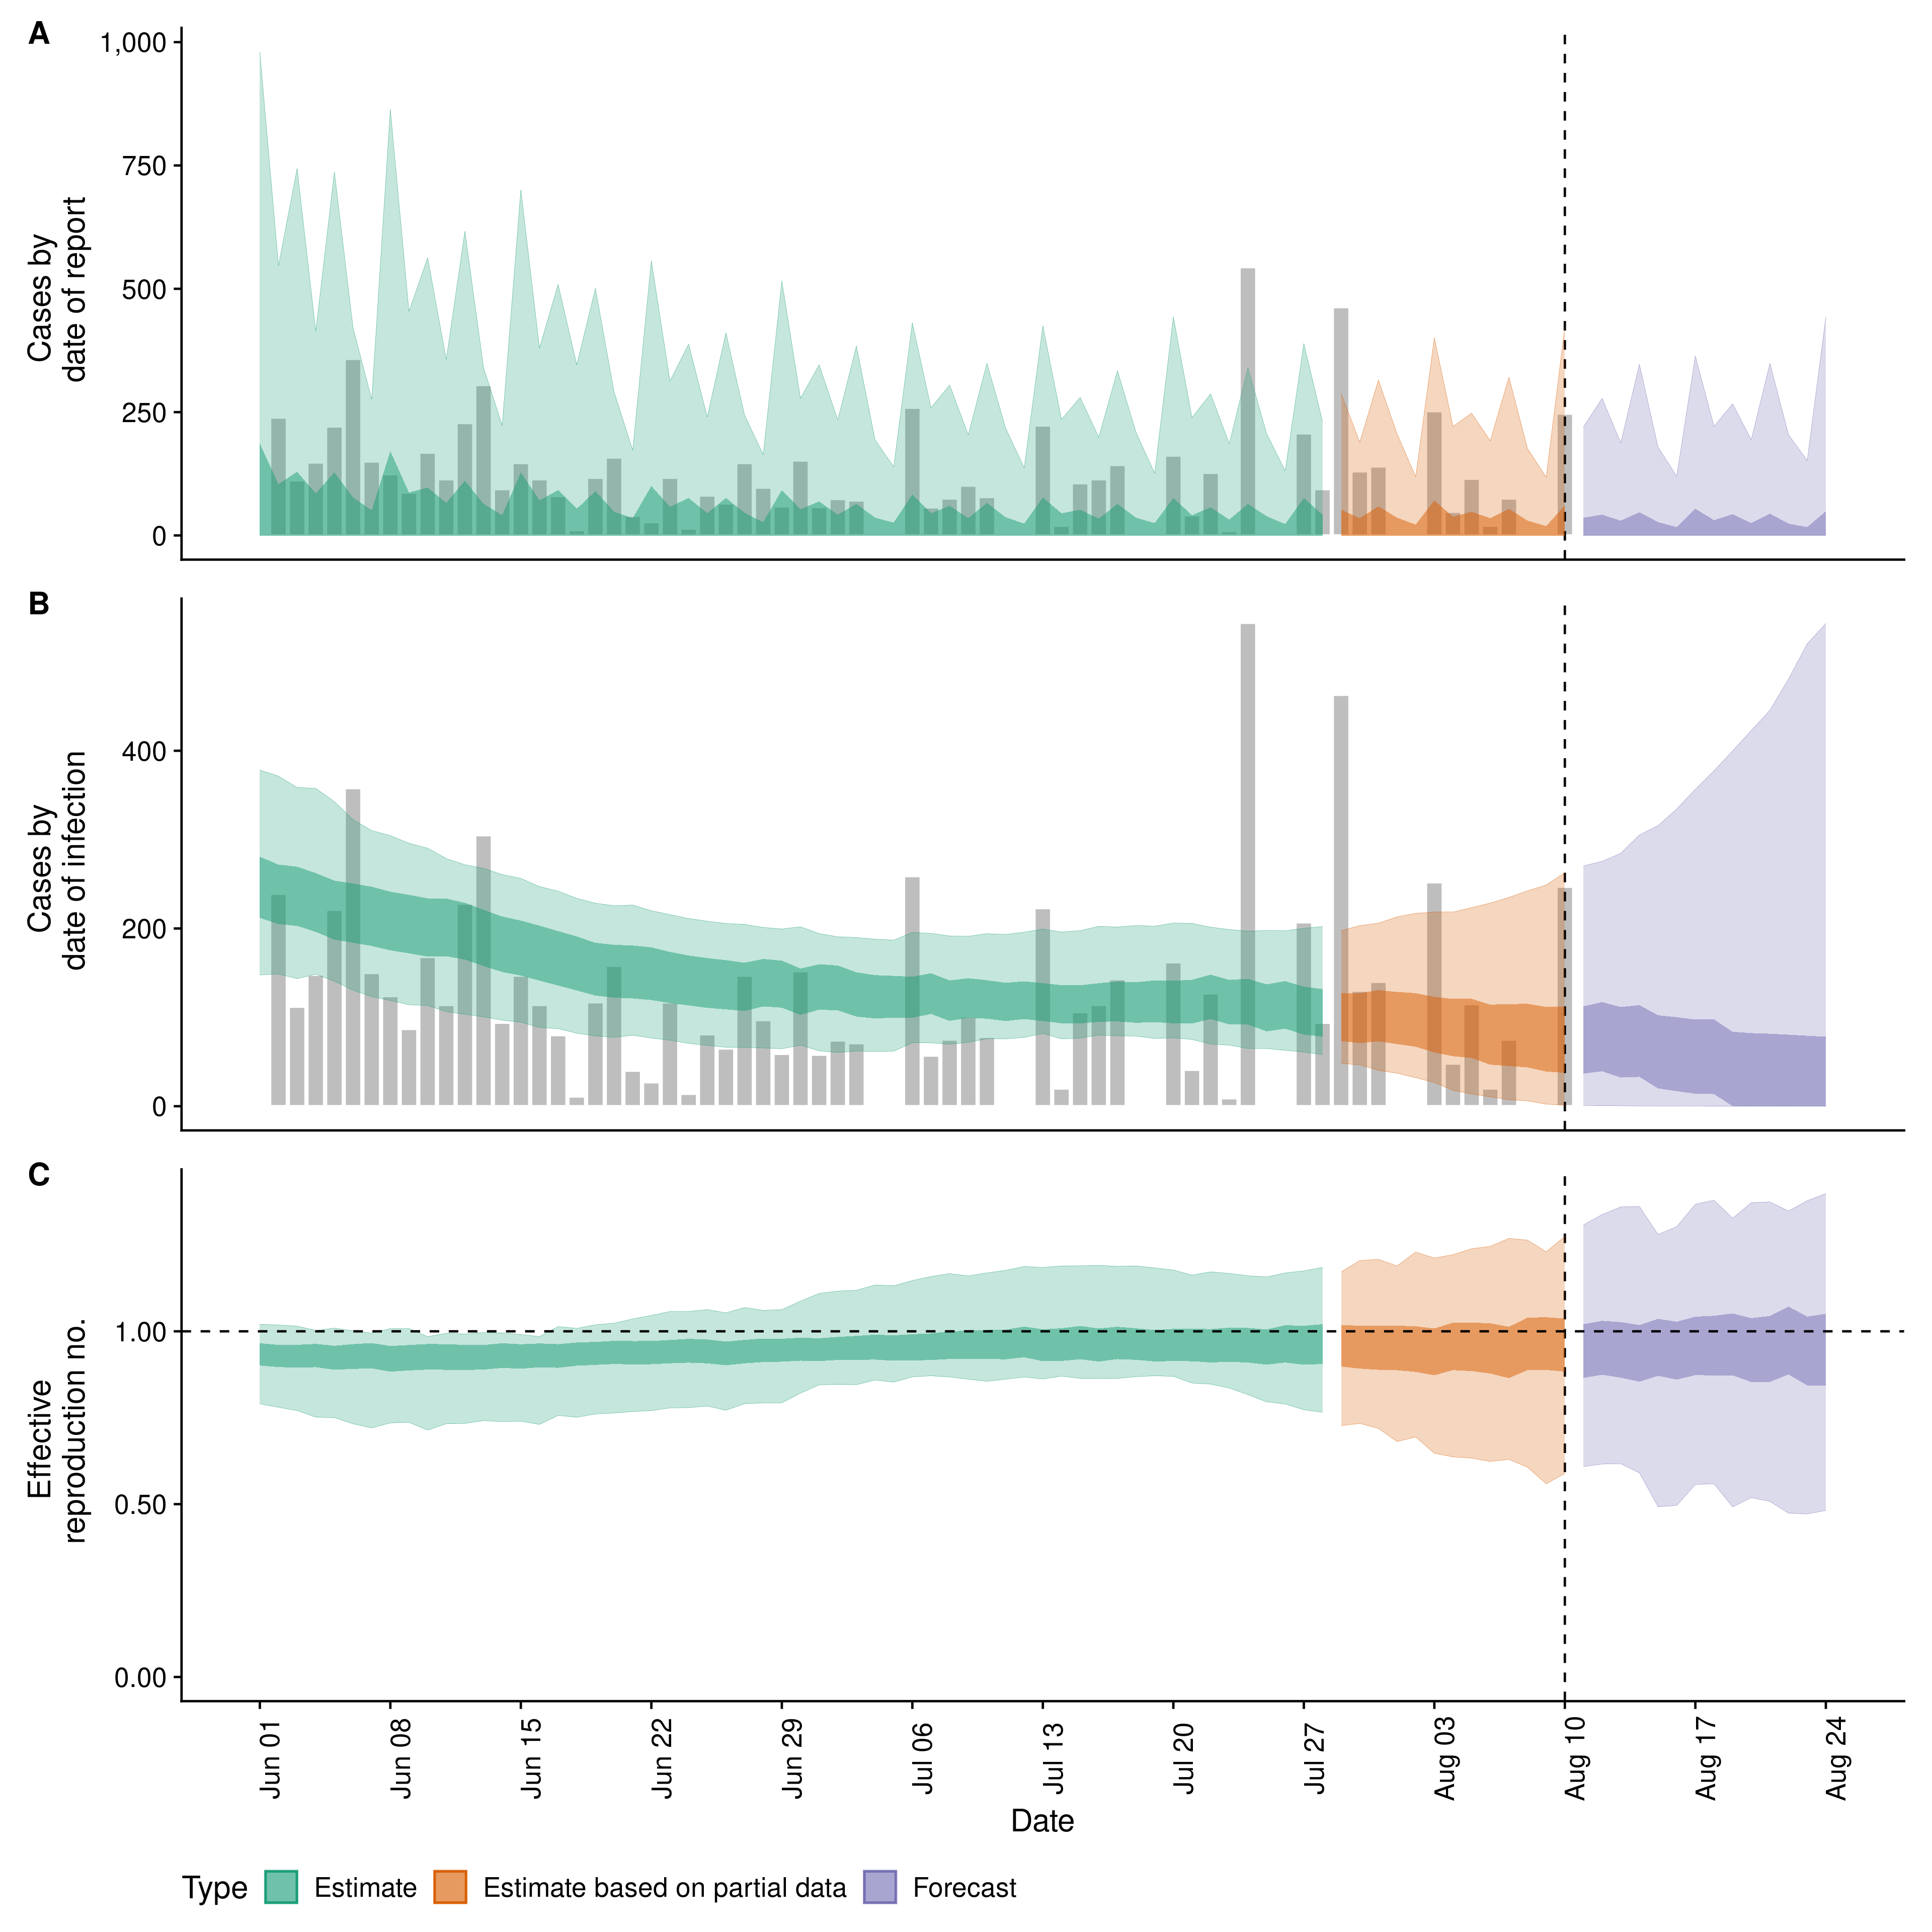 A
1,000
750
500
250
0
Cases by
date of report
B
400
200
0
Cases by
date of infection
C
1.00
0.50
0.00
Effective
reproduction no.
Jun 01
Jun 08
Jun 15
Jun 22
Jun 29
Jul 06
Jul 13
Jul 20
Jul 27
Aug 03
Aug 10
Aug 17
Aug 24
Date
Type Estimate Estimate based on partial data Forecast